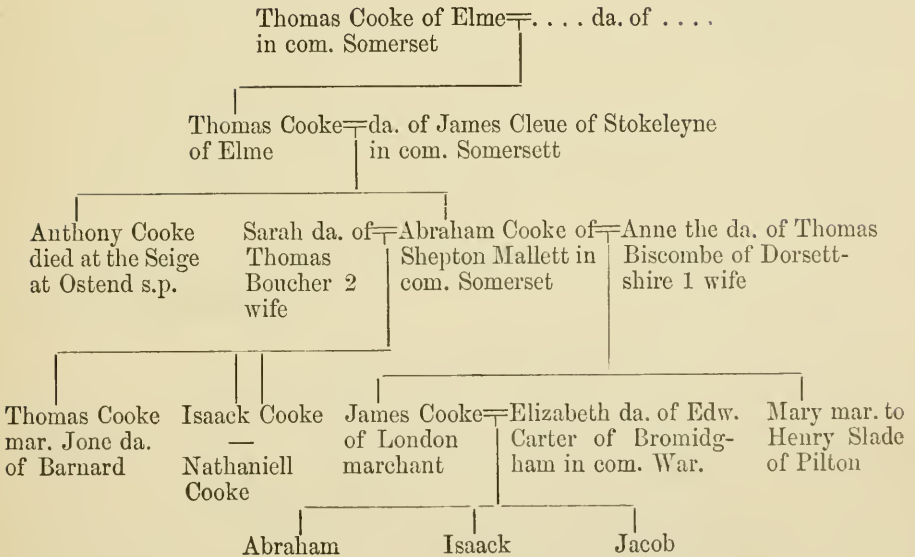 Thomas Cooke of Elme=. . . . da. of . . . .
in com. Somerset
Thomas Cooke=da. of James Cleue of Stokeleyne
of Elme
in com. Somersett
Anthony Cooke
died at the Seige
at Ostend s.p.
Sarah da. of=
Thomas
Boucher 2
wife
Abraham Cooke of=
Shepton Mallett in
com. Somerset
Anne the da. of Thomas
Biscombe of Dorsett-
shire 1 wife
Thomas Cooke
mar. Jone da.
of Barnard
Isaack Cooke
—
Nathaniell
Cooke
James Cooke=
of London
marchant
Elizabeth da. of Edw.
Carter of Bromidg-
ham in com. War.
Mary mar. to
Henry Slade
of Pilton
Abraham
Isaack
Jacob